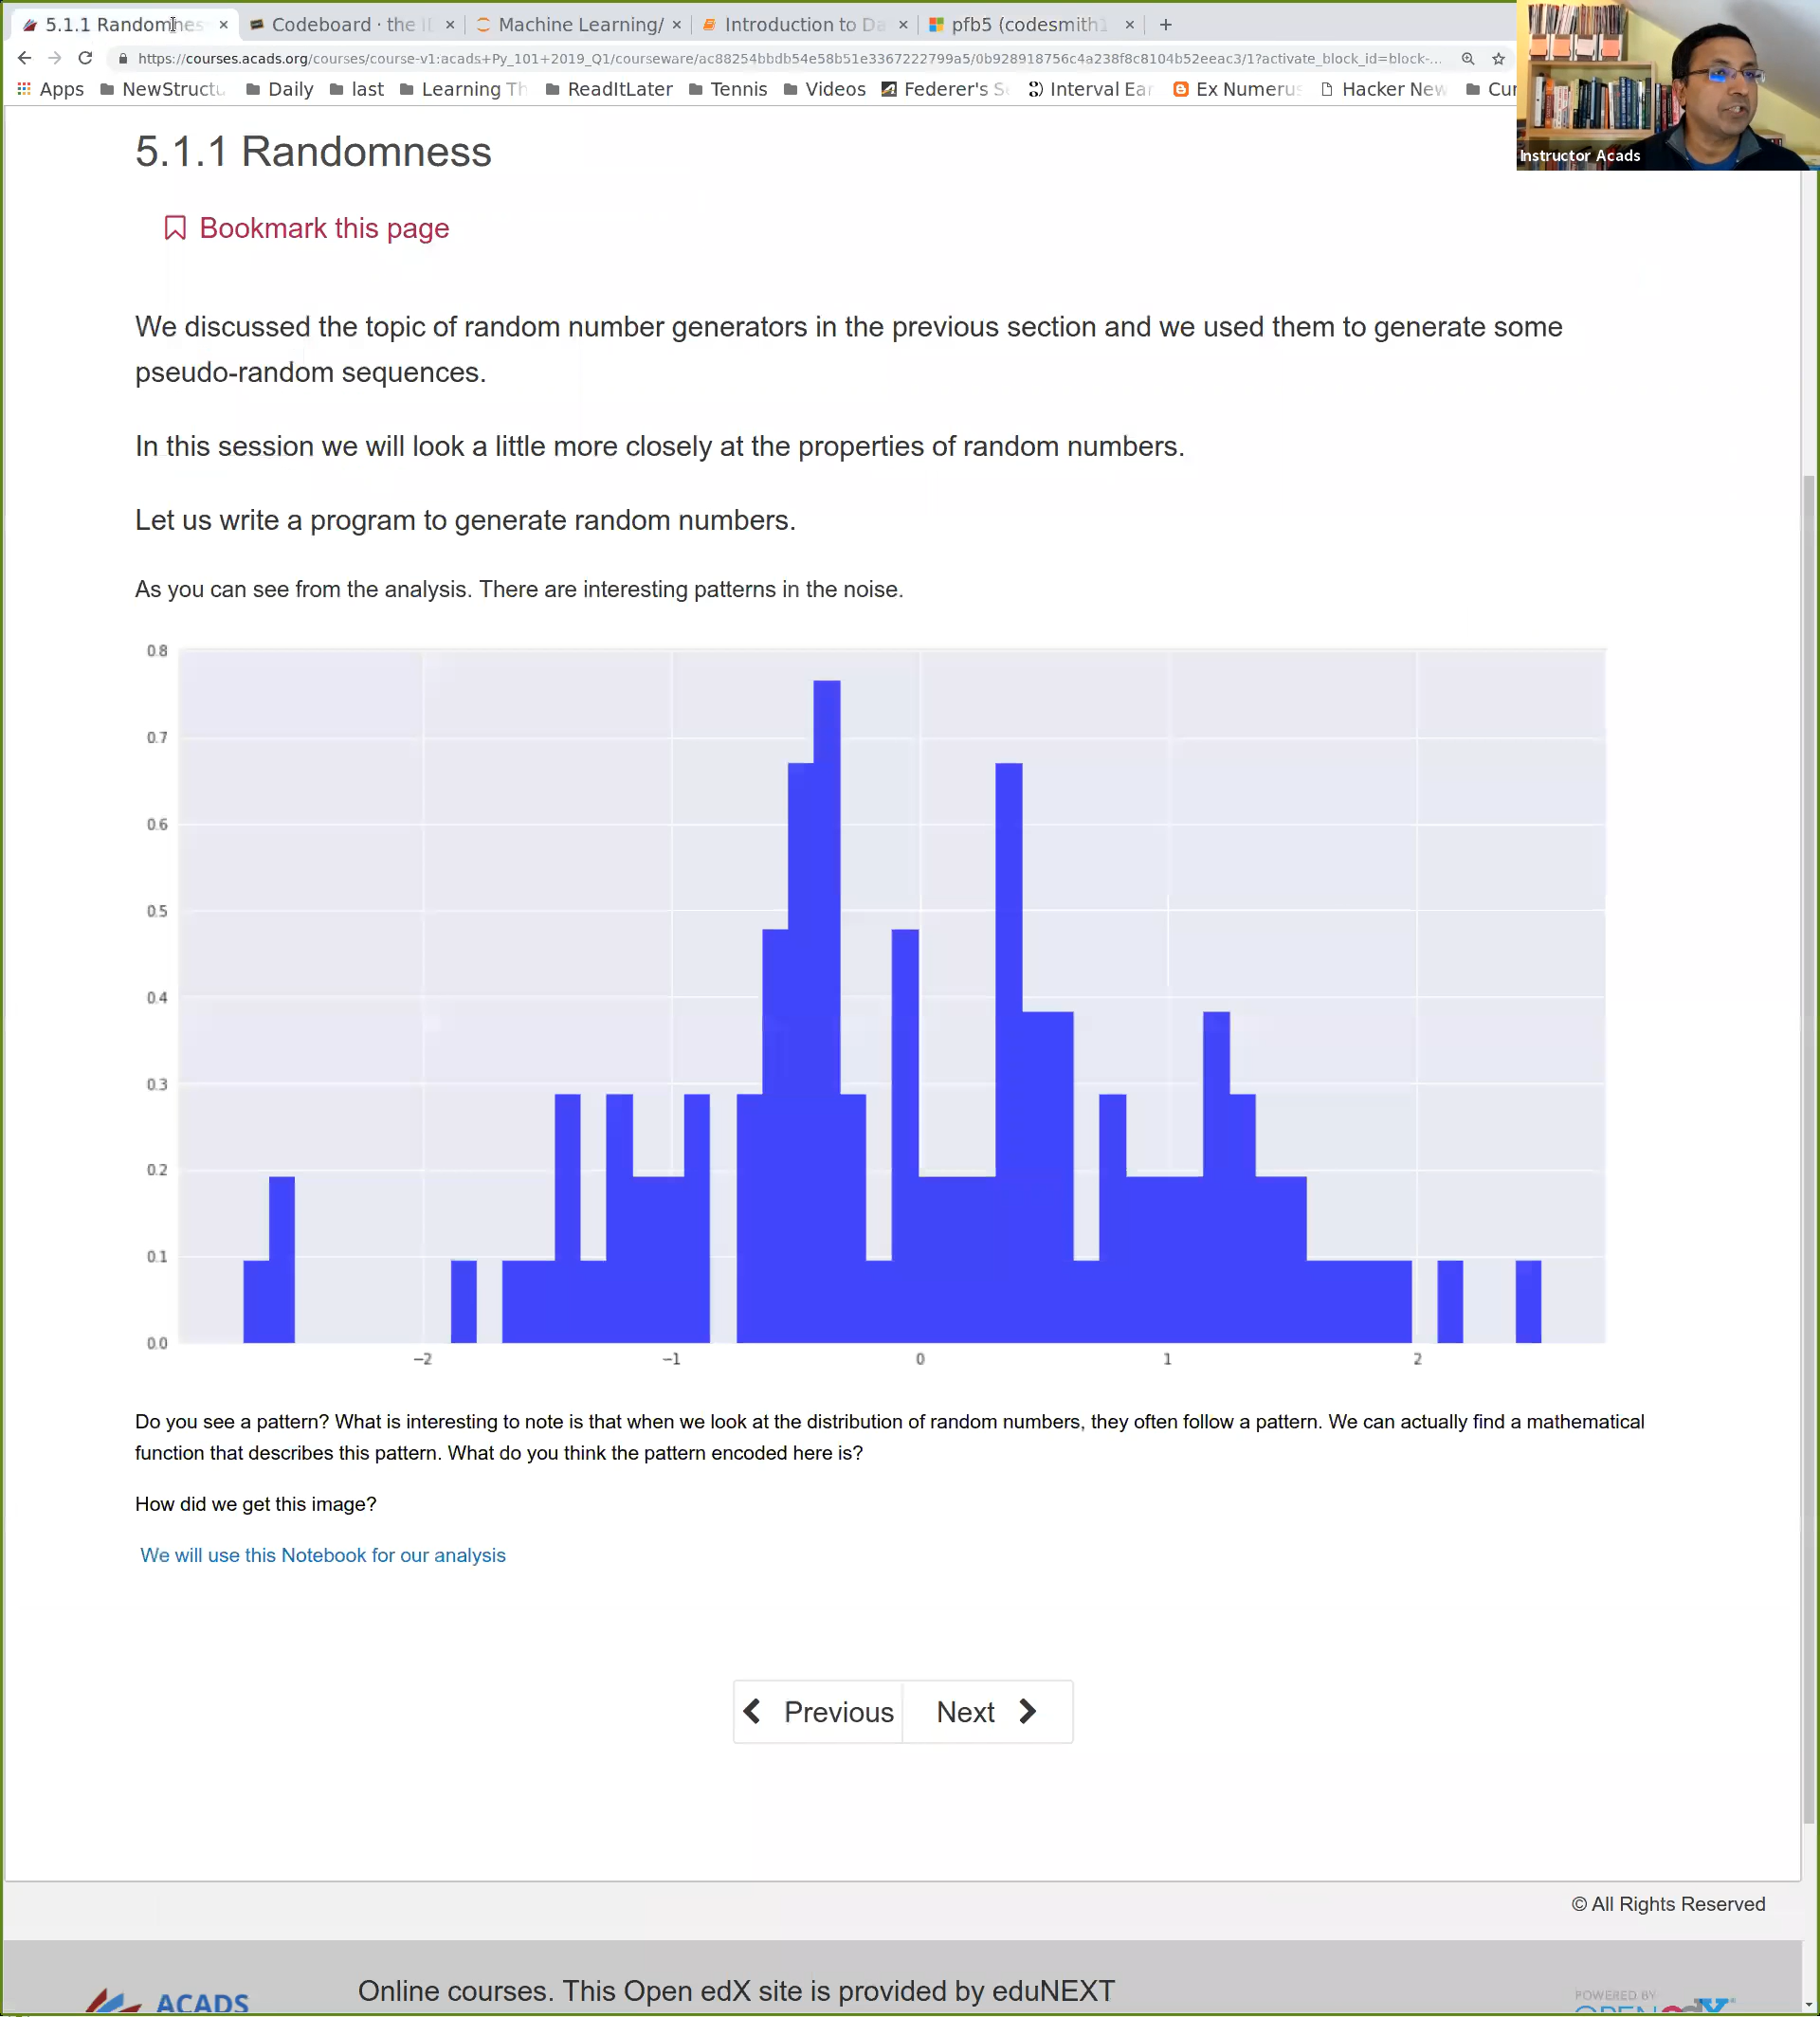 5.1.1 Randomnes
Codeboard · the I
Machine Learning/
Introduction to Da
pfb5 (codesmith1
https://courses.acads.org/courses/course-v1:acads+Py_101+2019_Q1/courseware/ac88254bbdb54e58b51e3367222799a5/0b928918756c4a238f8c8104b52eeac3/1?activate_block_id=block-...
Apps NewStructu Daily last Learning Th ReadItLater Tennis Videos Federer's S Interval Ear Ex Numerus Hacker New Cur
Instructor Acads
5.1.1 Randomness
Bookmark this page
We discussed the topic of random number generators in the previous section and we used them to generate some
pseudo-random sequences.
In this session we will look a little more closely at the properties of random numbers.
Let us write a program to generate random numbers.
As you can see from the analysis. There are interesting patterns in the noise.
0.8
0.7
0.6
0.5
0.4
0.3
0.2
0.1
0.0
−2 −1 0 1 2
Do you see a pattern? What is interesting to note is that when we look at the distribution of random numbers, they often follow a pattern. We can actually find a mathematical
function that describes this pattern. What do you think the pattern encoded here is?
How did we get this image?
We will use this Notebook for our analysis
Previous Next
© All Rights Reserved
ACADS
Online courses. This Open edX site is provided by eduNEXT
POWERED BY
OPEN edX